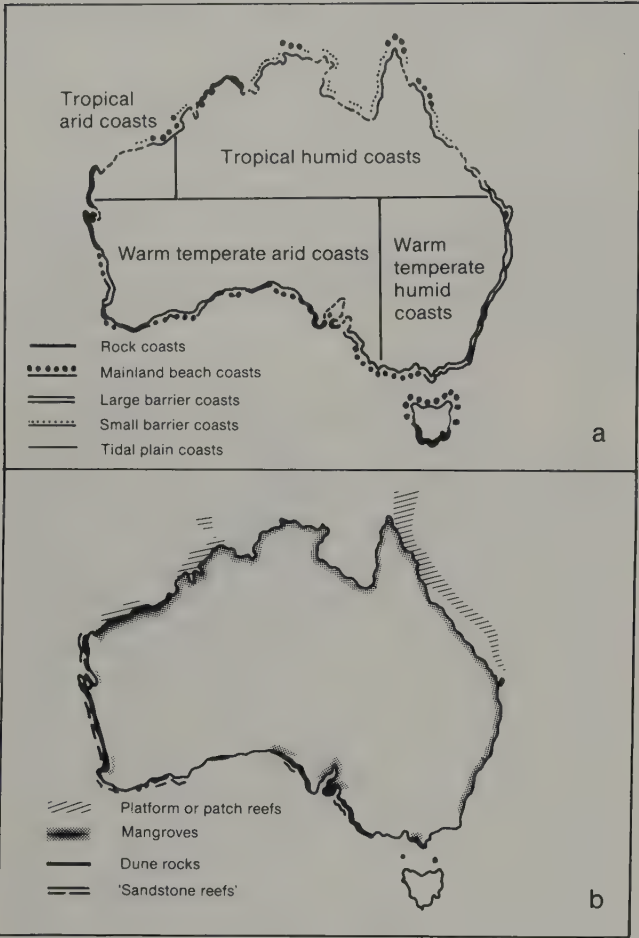 Tropical
arid coasts
Tropical humid coasts
Warm temperate arid coasts
Warm
temperate
humid
coasts
Rock coasts
Mainland beach coasts
Large barrier coasts
Small barrier coasts
Tidal plain coasts
a
Platform or patch reefs
Mangroves
Dune rocks
'Sandstone reefs'
b